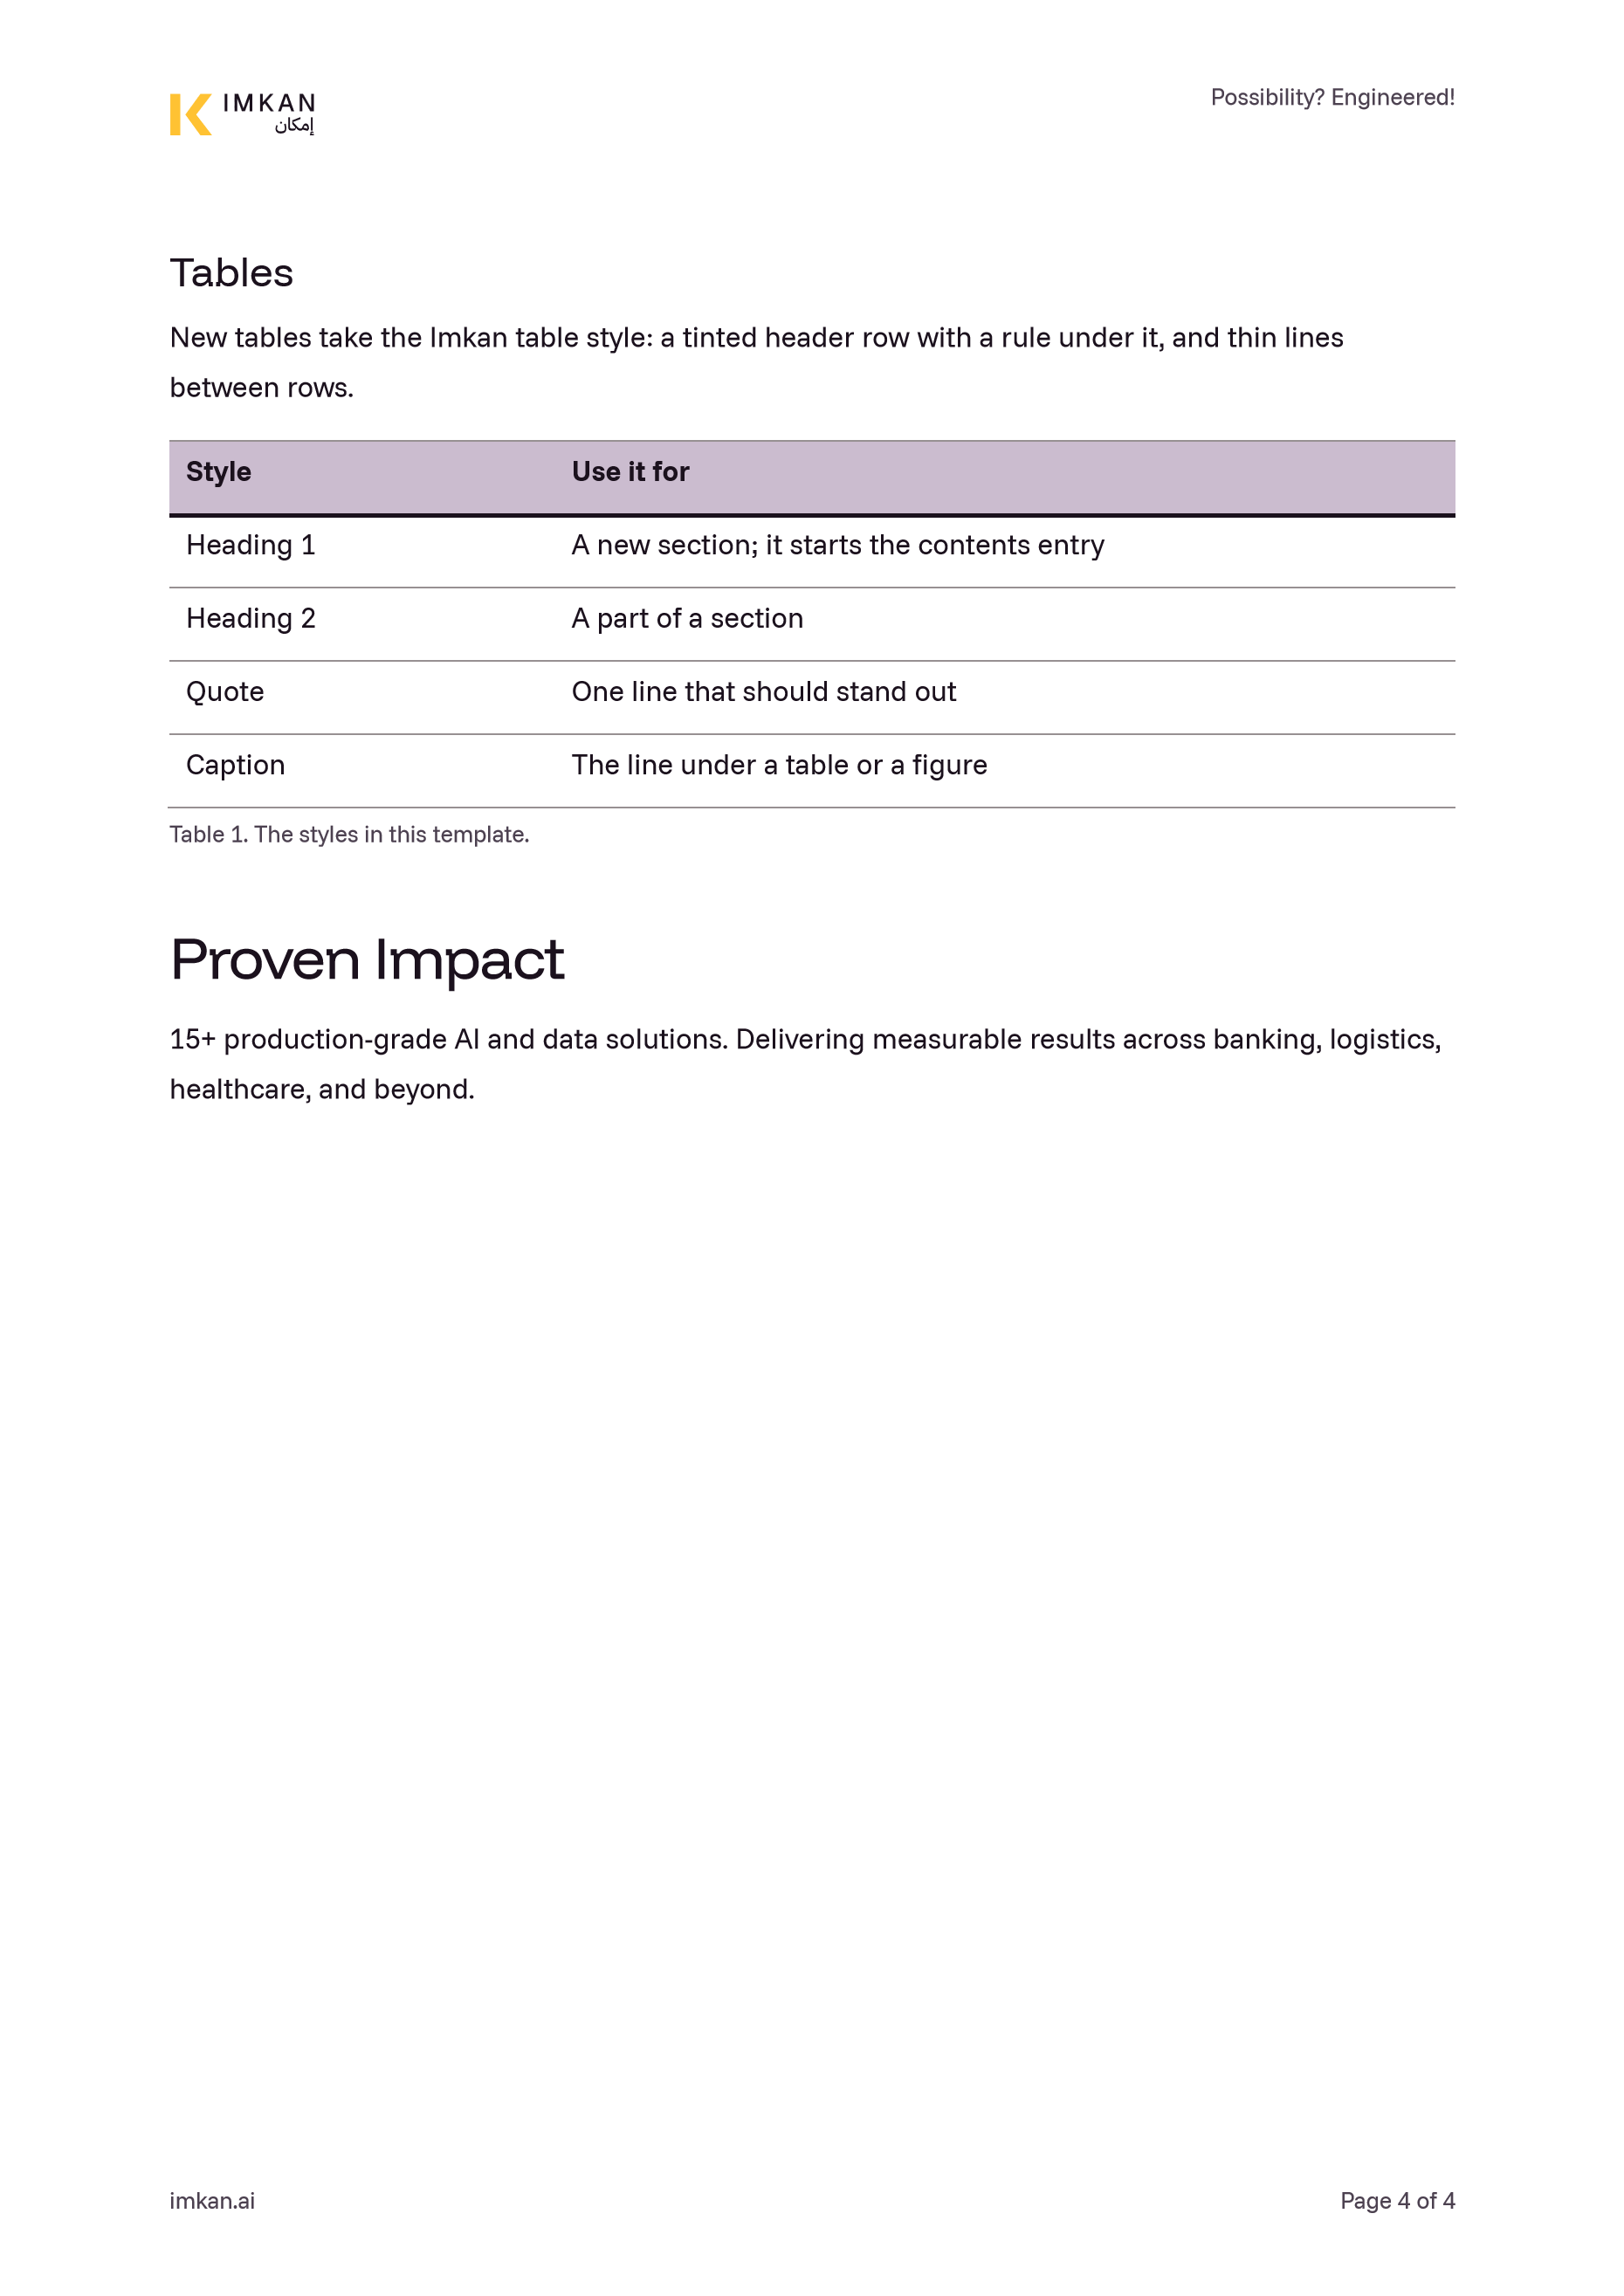 IMKAN
إمكان
Possibility? Engineered!
Tables
New tables take the Imkan table style: a tinted header row with a rule under it, and thin lines
between rows.
Style Use it for
Heading 1 A new section; it starts the contents entry
Heading 2 A part of a section
Quote One line that should stand out
Caption The line under a table or a figure
Table 1. The styles in this template.
Proven Impact
15+ production-grade AI and data solutions. Delivering measurable results across banking, logistics,
healthcare, and beyond.
imkan.ai Page 4 of 4